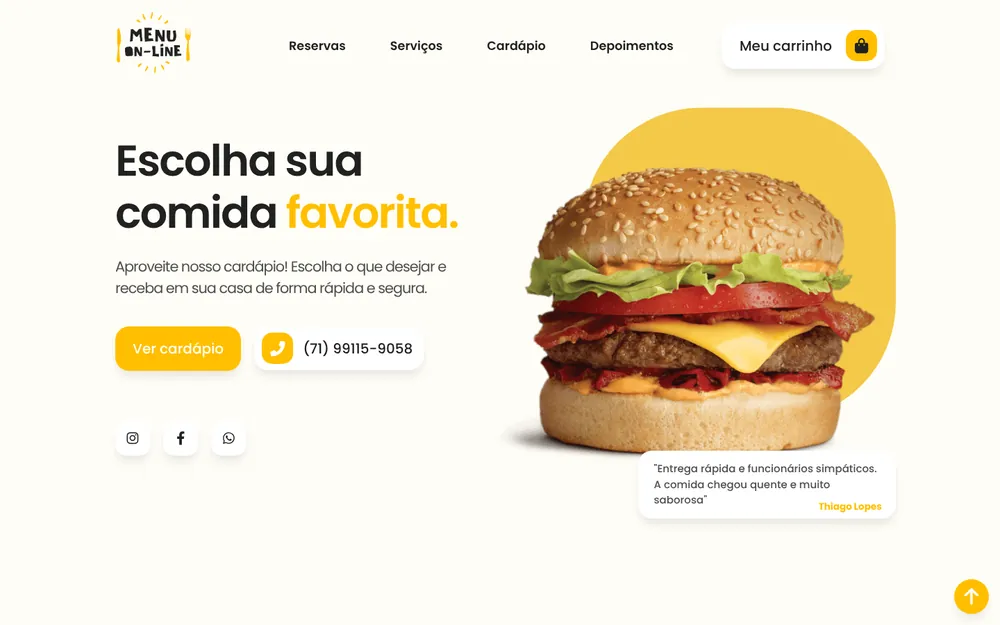 MENU
ON-LINE
Reservas
Serviços
Cardápio
Depoimentos
Meu carrinho
Escolha sua
comida favorita.
Aproveite nosso cardápio! Escolha o que desejar e
receba em sua casa de forma rápida e segura.
Ver cardápio
(71) 99115-9058
"Entrega rápida e funcionários simpáticos.
A comida chegou quente e muito
saborosa"
Thiago Lopes